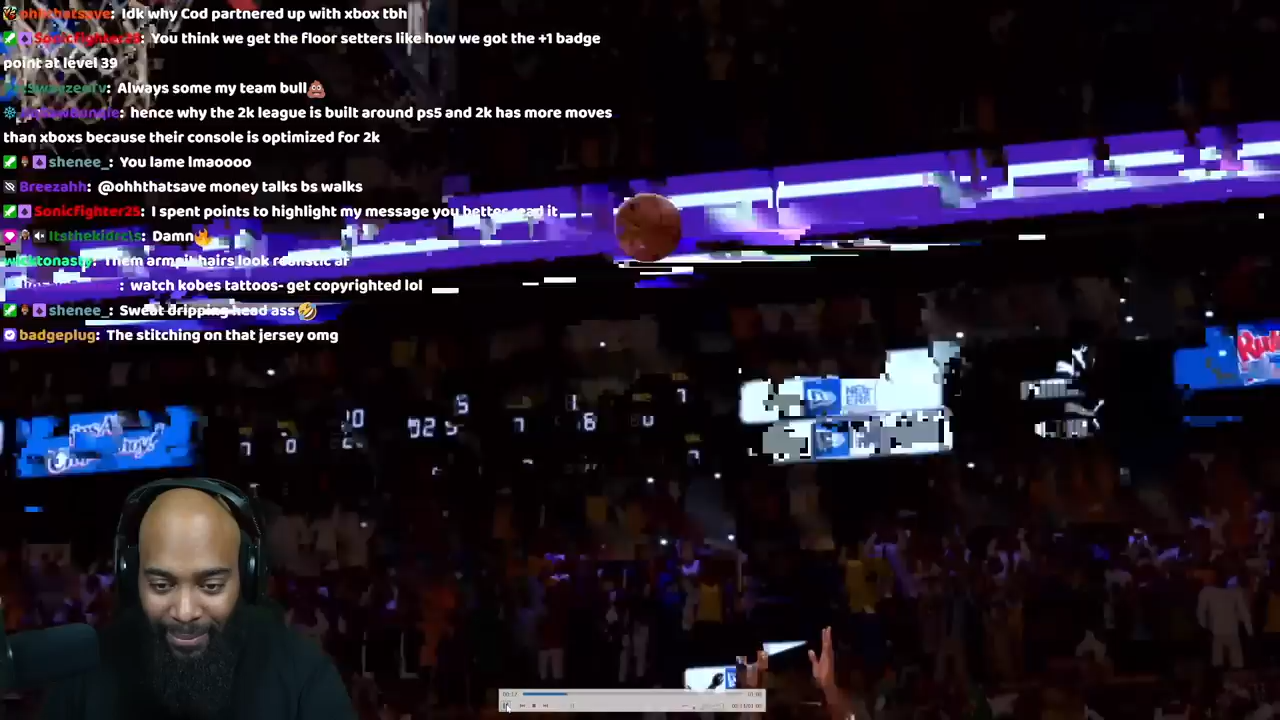 ohhthatsave: Idk why Cod partnered up with xbox tbh
Sonicfighter25: You think we get the floor setters like how we got the +1 badge
point at level 39
Always some my team bull💩
hence why the 2k league is built around ps5 and 2k has more moves
than xboxs because their console is optimized for 2k
shenee_: You lame lmaoooo
Breezahh: @ohhthatsave money talks bs walks
Sonicfighter25: I spent points to highlight my message you better read it
Damn🔥
Them armpit hairs look realistic af
: watch kobes tattoos- get copyrighted lol
shenee_: Sweat dripping head ass 🤣
badgeplug: The stitching on that jersey omg
NEW
ERA